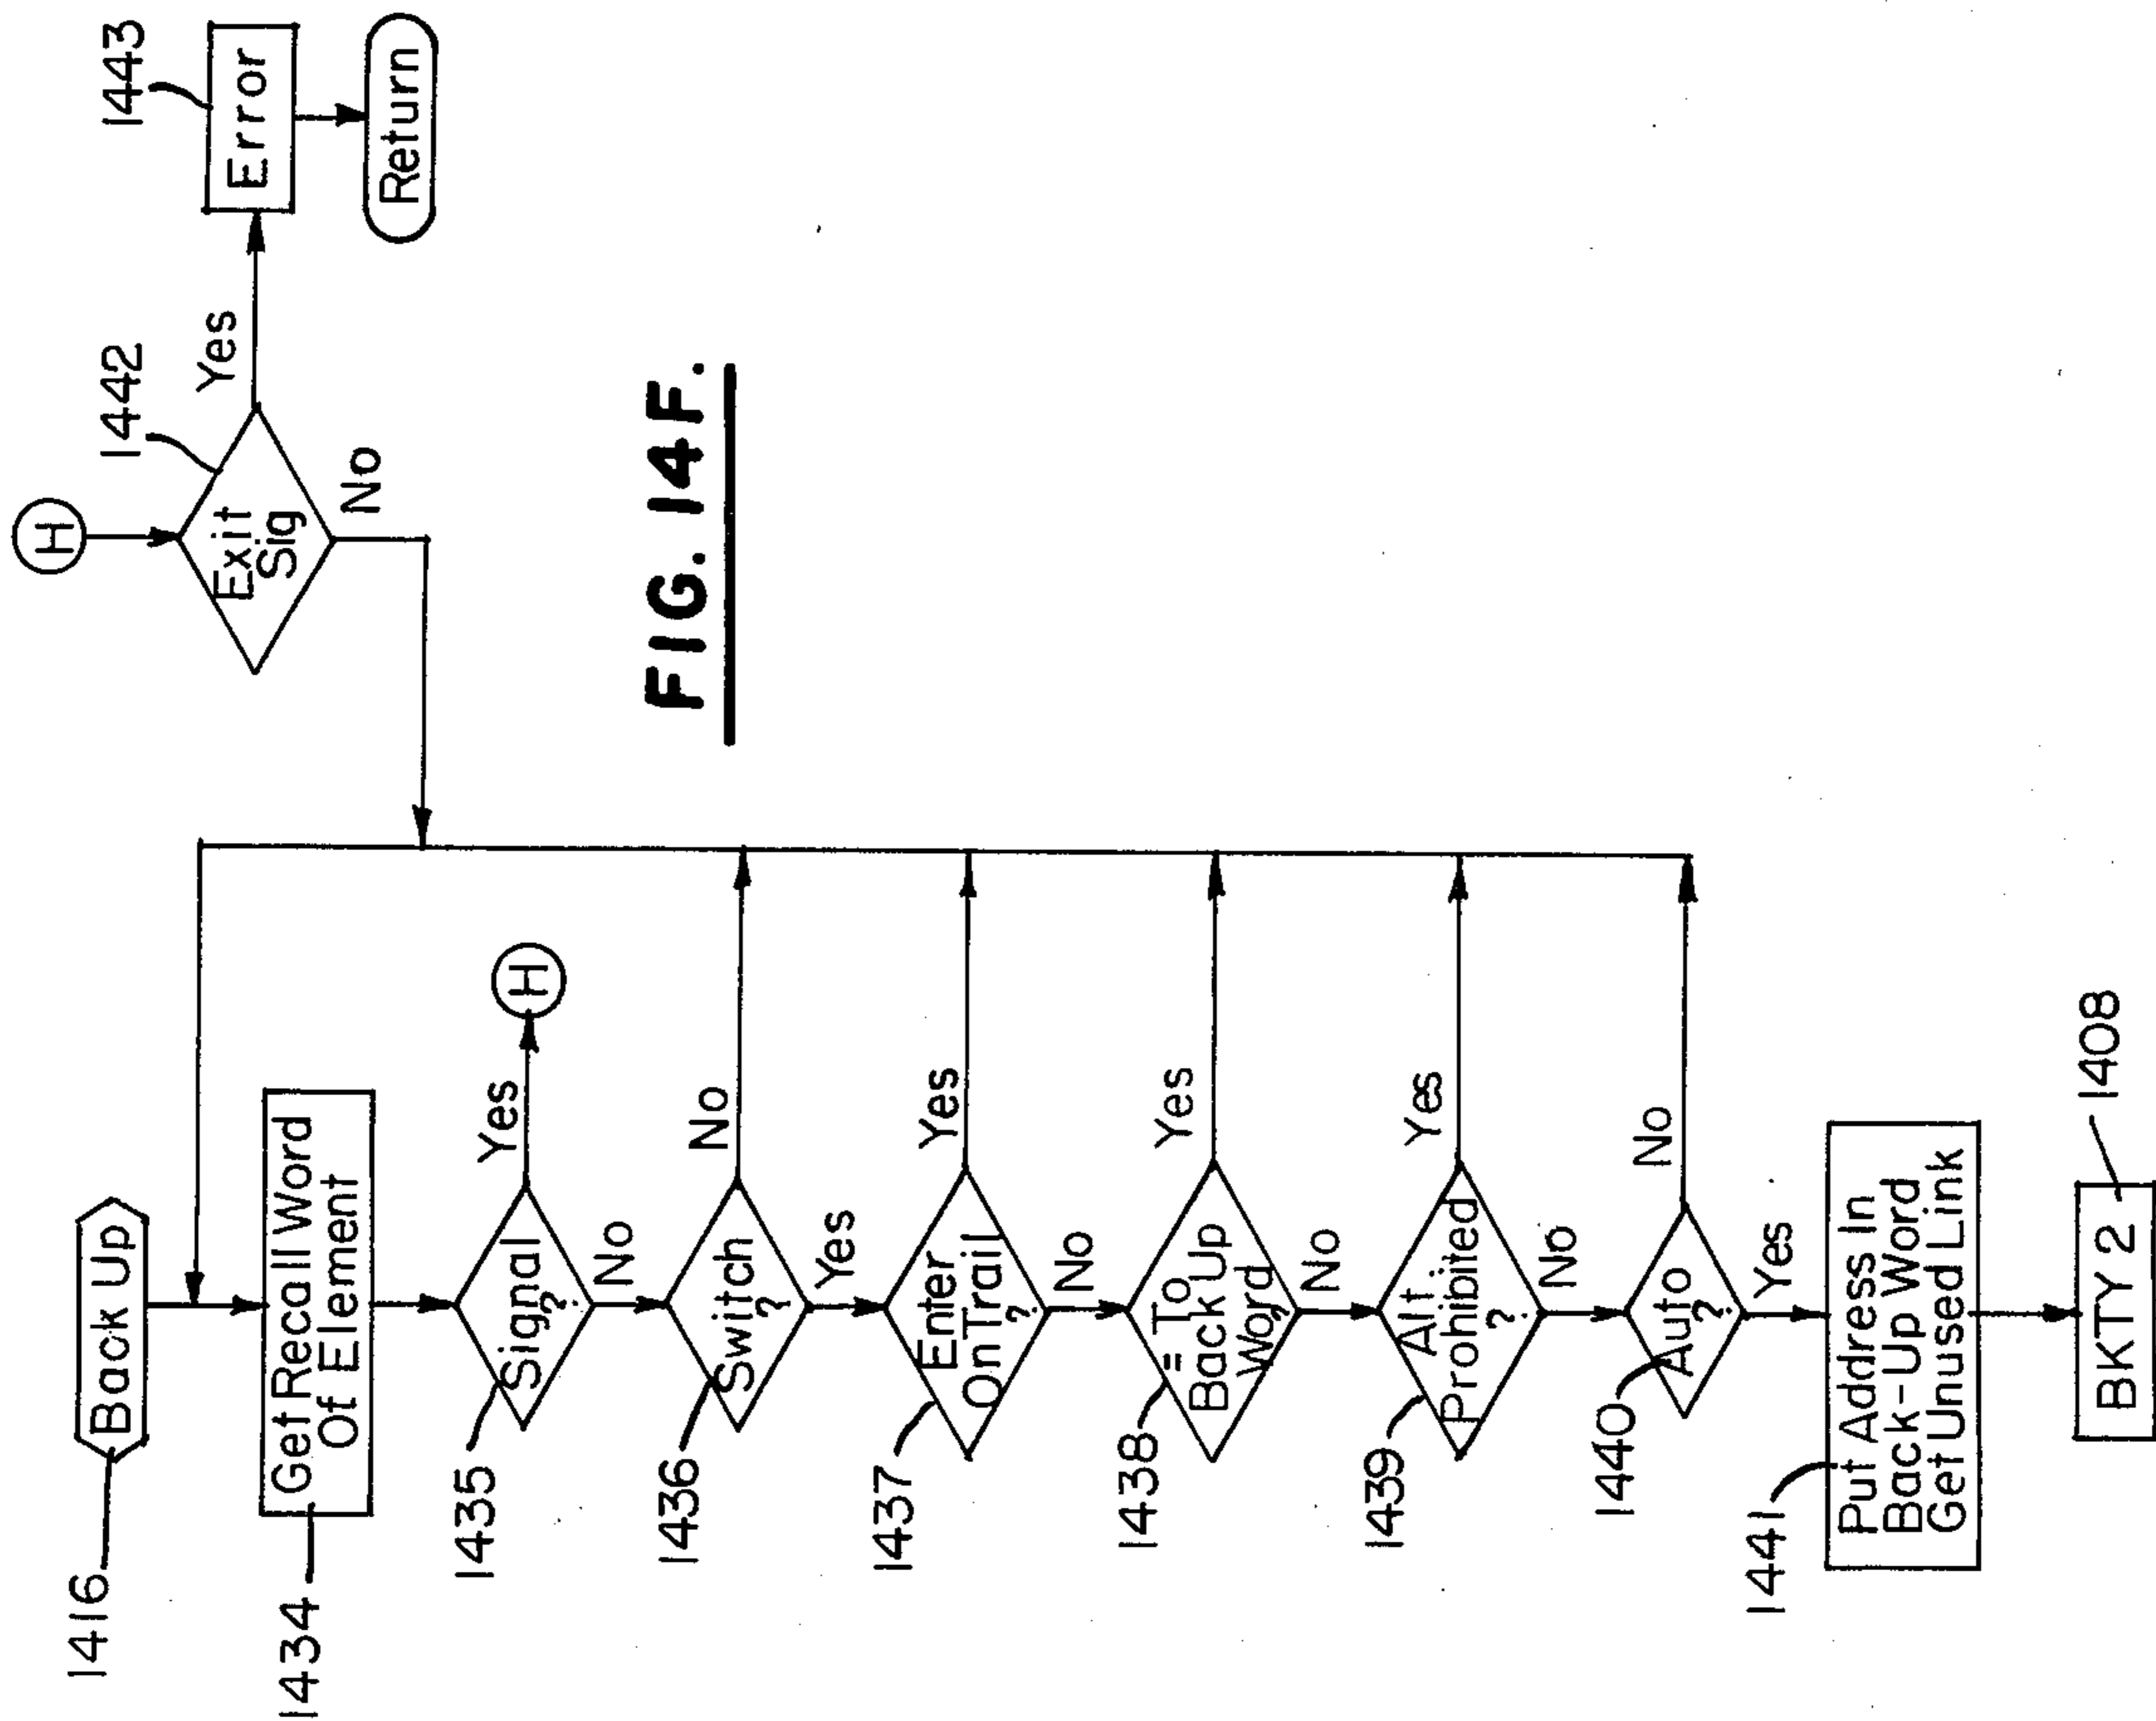 1416
Back Up
1434
Get Recall Word
Of Element
1435
Signal
?
Yes
H
No
1436
Switch
?
No
Yes
1437
Enter
On Trail
?
Yes
No
1438
= To
Back Up
Word?
Yes
No
1439
Alt
Prohibited
?
Yes
No
1440
Auto
?
No
Yes
1441
Put Address In
Back-Up Word
Get Unused Link
BKTY 2
1408
H
1442
Exit
Sig
Yes
No
1443
Error
Return
FIG. 14F.